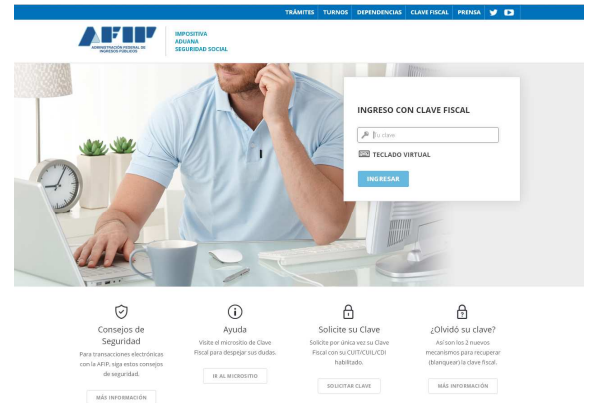 TRÁMITES TURNOS DEPENDENCIAS CLAVE FISCAL PRENSA
AFIP
ADMINISTRACIÓN FEDERAL DE
INGRESOS PÚBLICOS
IMPOSITIVA
ADUANA
SEGURIDAD SOCIAL
INGRESO CON CLAVE FISCAL
Tu clave
TECLADO VIRTUAL
INGRESAR
Consejos de
Seguridad
Para transacciones electrónicas
con la AFIP, siga estos consejos
de seguridad.
MÁS INFORMACIÓN
Ayuda
Visite el micrositio de Clave
Fiscal para despejar sus dudas.
IR AL MICROSITIO
Solicite su Clave
Solicite por única vez su Clave
Fiscal con su CUIT/CUIL/CDI
habilitado.
SOLICITAR CLAVE
¿Olvidó su clave?
Así son los 2 nuevos
mecanismos para recuperar
(blanquear) la clave fiscal.
MÁS INFORMACIÓN